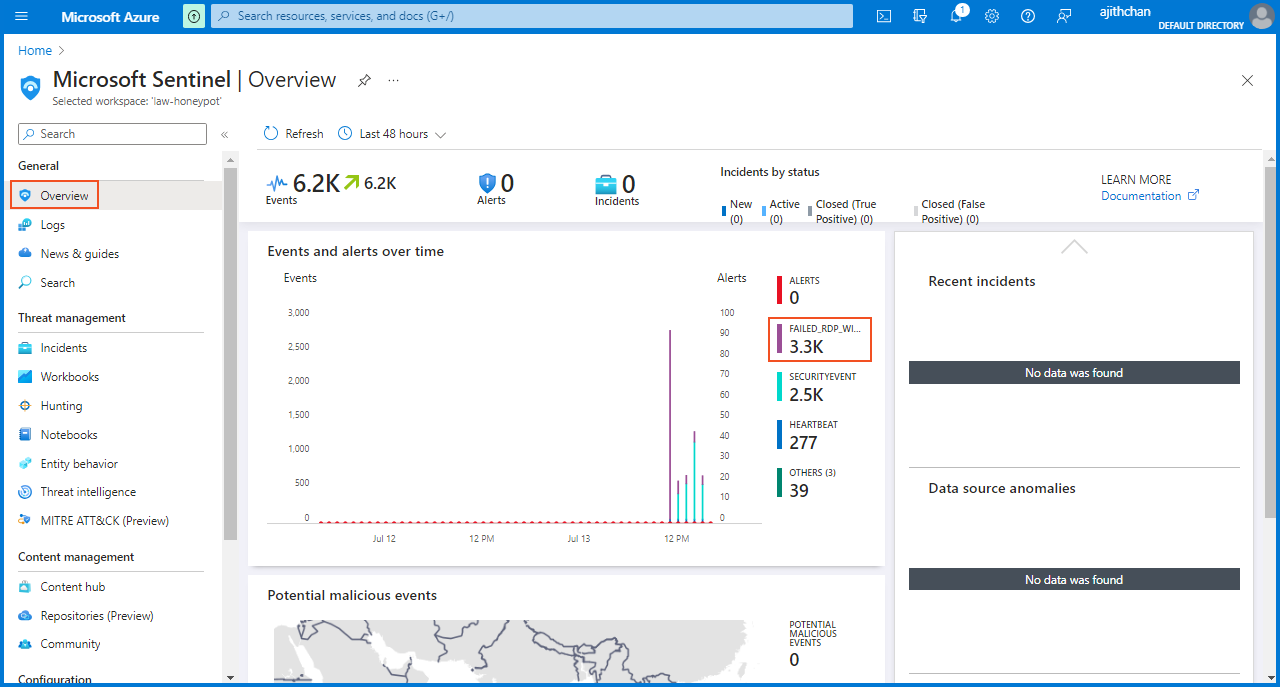 Microsoft Azure
Search resources, services, and docs (G+/)
1
ajithchan
DEFAULT DIRECTORY
Home
Microsoft Sentinel | Overview
...
Selected workspace: 'law-honeypot'
Search
«
Refresh
Last 48 hours
General
Overview
Logs
News & guides
Search
Threat management
Incidents
Workbooks
Hunting
Notebooks
Entity behavior
Threat intelligence
MITRE ATT&CK (Preview)
Content management
Content hub
Repositories (Preview)
Community
Configuration
6.2K 6.2K
Events
0
Alerts
0
Incidents
Incidents by status
New (0)
Active (0)
Closed (True Positive) (0)
Closed (False Positive) (0)
LEARN MORE
Documentation
Events and alerts over time
Events
Alerts
3,000
2,500
2,000
1,500
1,000
500
0
100
90
80
70
60
50
40
30
20
10
0
Jul 12
12 PM
Jul 13
12 PM
ALERTS
0
FAILED_RDP_WI...
3.3K
SECURITYEVENT
2.5K
HEARTBEAT
277
OTHERS (3)
39
Recent incidents
No data was found
Data source anomalies
No data was found
Potential malicious events
POTENTIAL
MALICIOUS
EVENTS
0